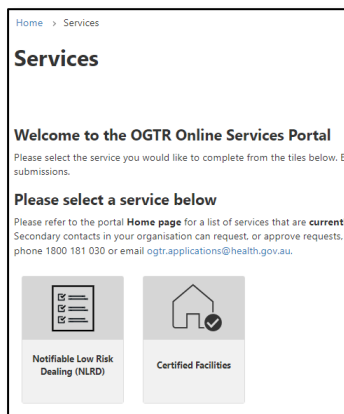 Home > Services
Services
Welcome to the OGTR Online Services Portal
Please select the service you would like to complete from the tiles below. E
submissions.
Please select a service below
Please refer to the portal Home page for a list of services that are current
Secondary contacts in your organisation can request, or approve requests.
phone 1800 181 030 or email ogtr.applications@health.gov.au.
Notifiable Low Risk
Dealing (NLRD)
Certified Facilities